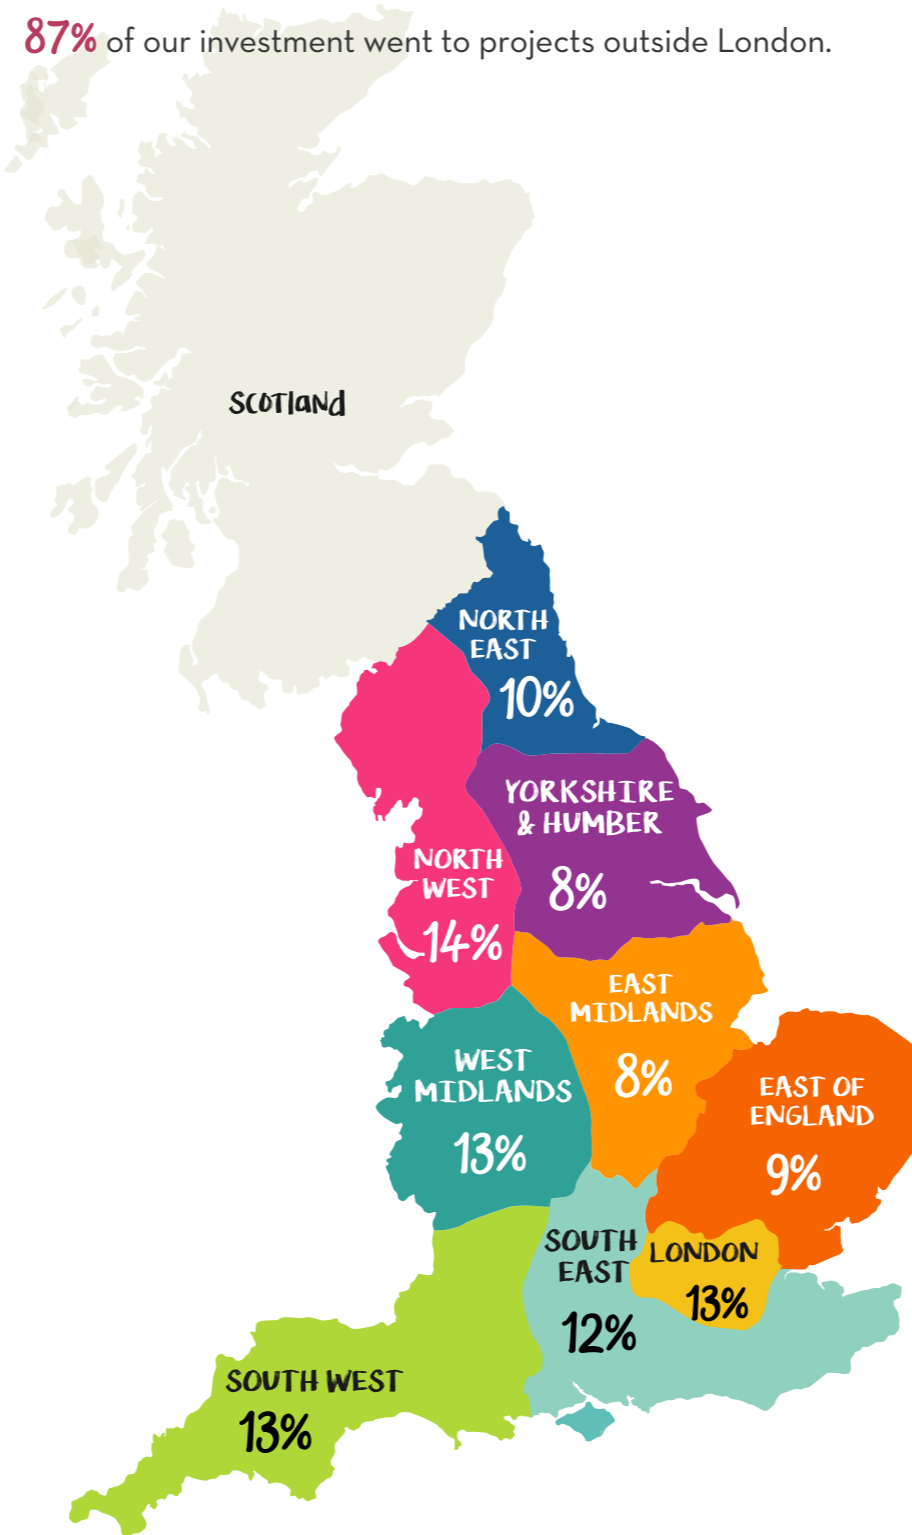 87% of our investment went to projects outside London.
SCOTlaNd
NORTH
EAST
10%
YORKSHIRE
& HUMBER
8%
NORTH
WEST
14%
EAST
MIDLANDS
8%
WEST
MIDLANDS
13%
EAST OF
ENGLAND
9%
SOUTH
EAST
12%
LONDON
13%
SOUTH WEST
13%